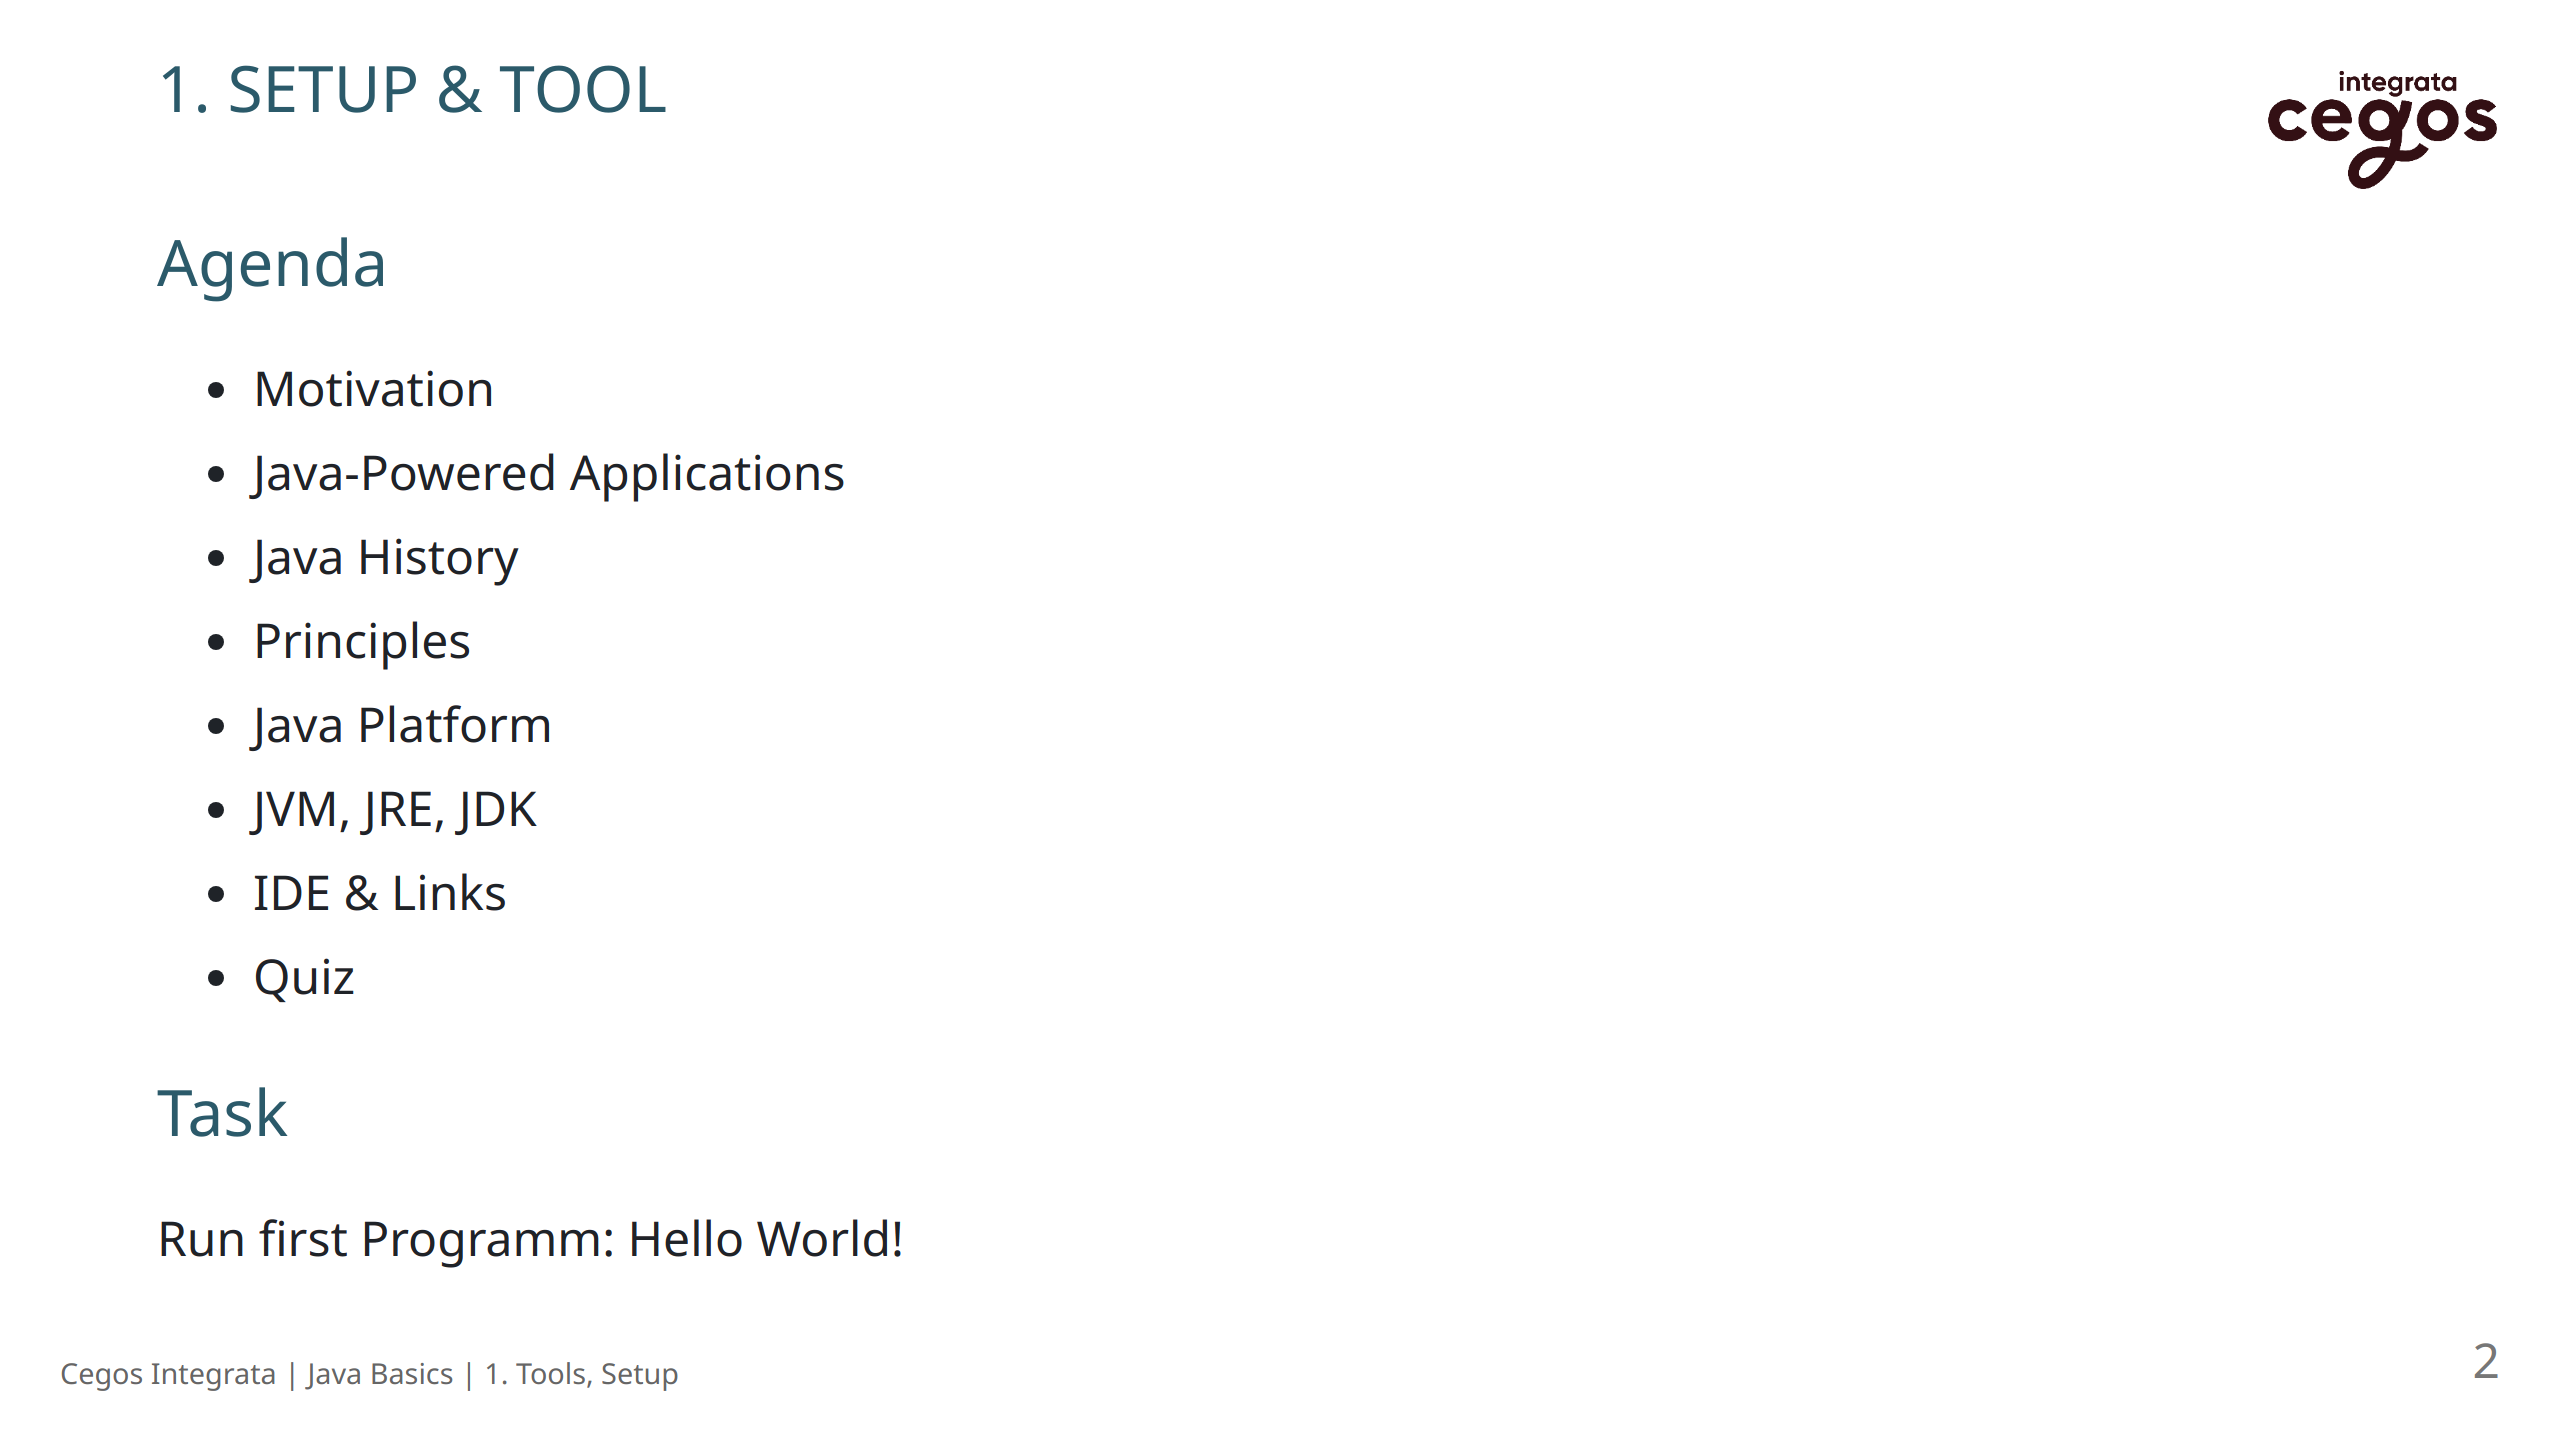 1. SETUP & TOOL
integrata
cegos
Agenda
Motivation
Java-Powered Applications
Java History
Principles
Java Platform
JVM, JRE, JDK
IDE & Links
Quiz
Task
Run first Programm: Hello World!
Cegos Integrata | Java Basics | 1. Tools, Setup
2